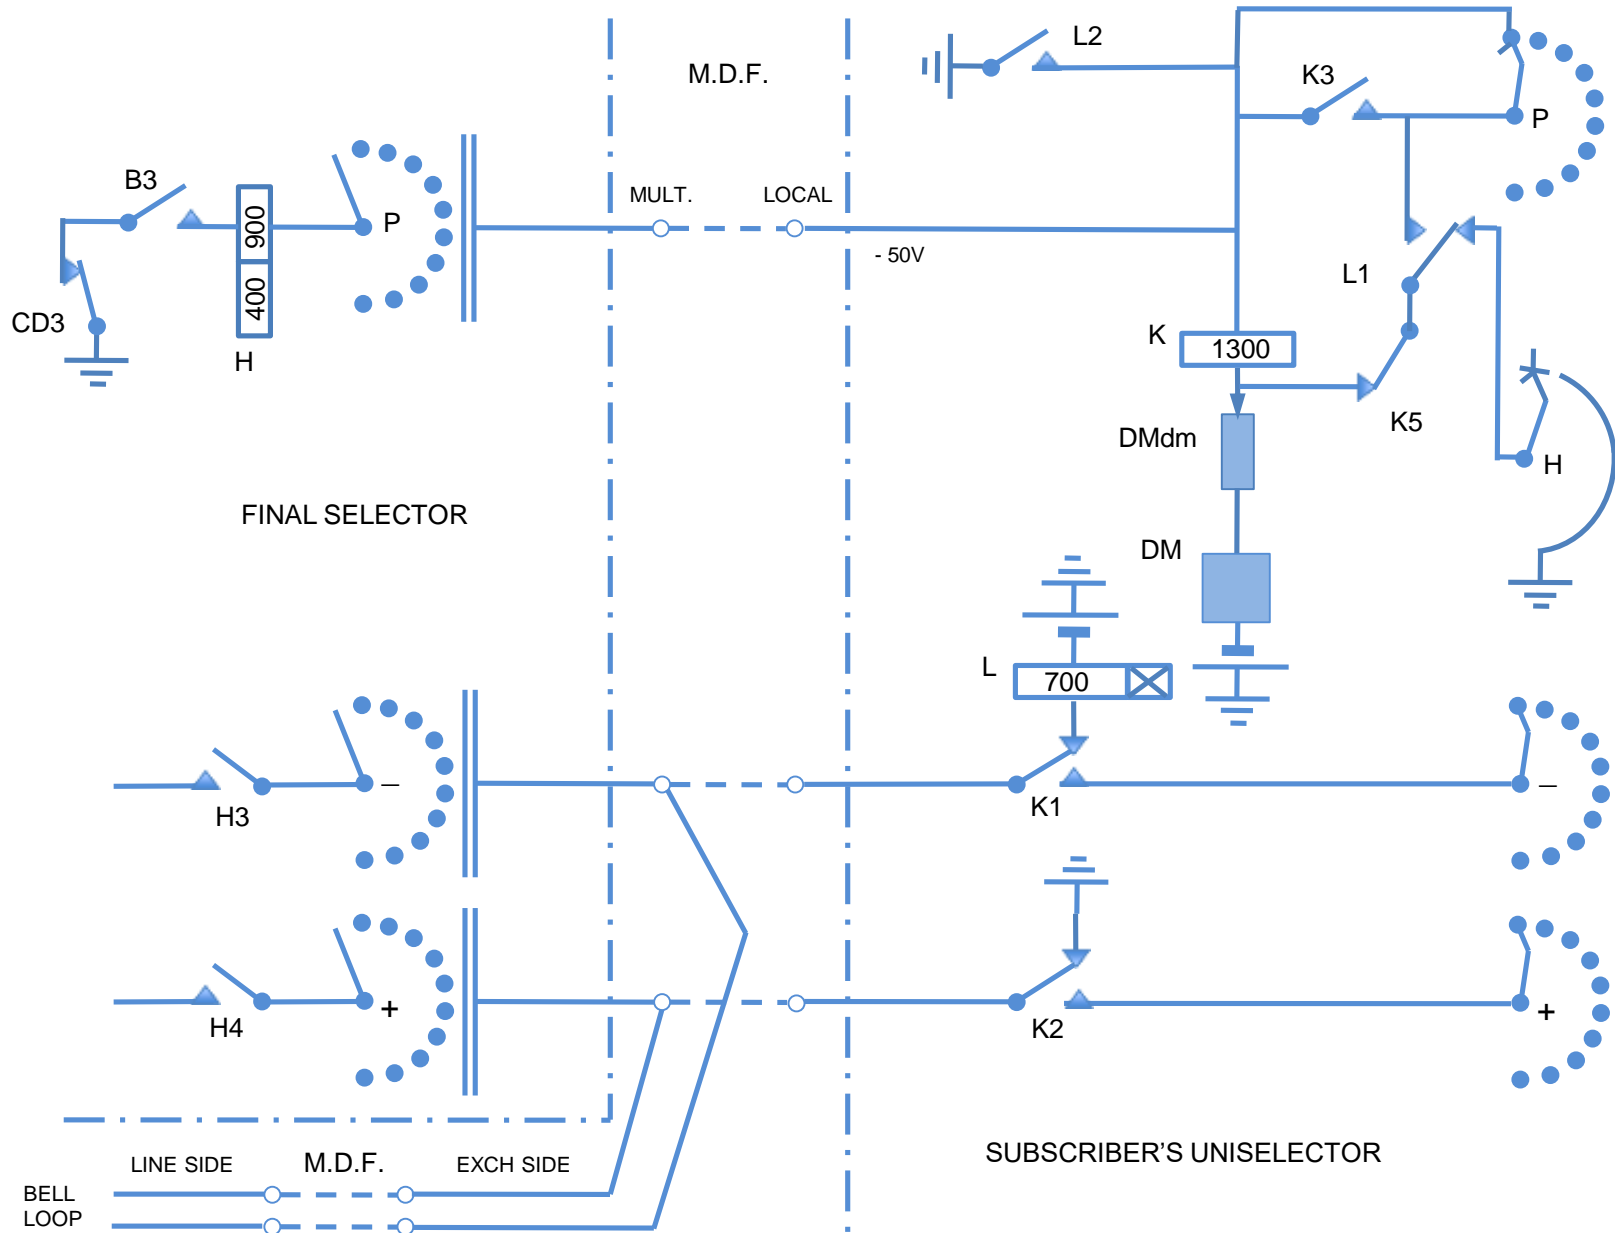 L2
M.D.F.
K3
P
B3
MULT.
LOCAL
900
P
- 50V
L1
400
CD3
H
K
1300
K5
DMdm
H
FINAL SELECTOR
DM
L
700
–
H3
K1
–
+
H4
K2
+
SUBSCRIBER'S UNISELECTOR
LINE SIDE
M.D.F.
EXCH SIDE
BELL
LOOP